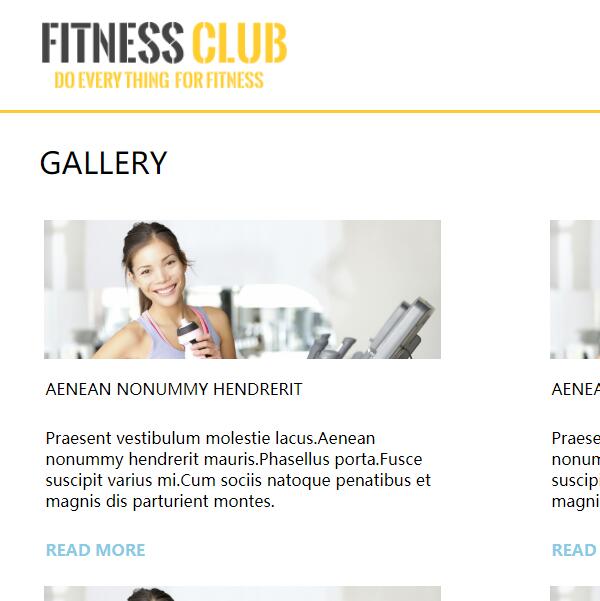 FITNESS CLUB
DO EVERY THING FOR FITNESS
GALLERY
AENEAN NONUMMY HENDRERIT
Praesent vestibulum molestie lacus.Aenean
nonummy hendrerit mauris.Phasellus porta.Fusce
suscipit varius mi.Cum sociis natoque penatibus et
magnis dis parturient montes.
READ MORE
AENEA
Praese
nonum
suscip
magni
READ